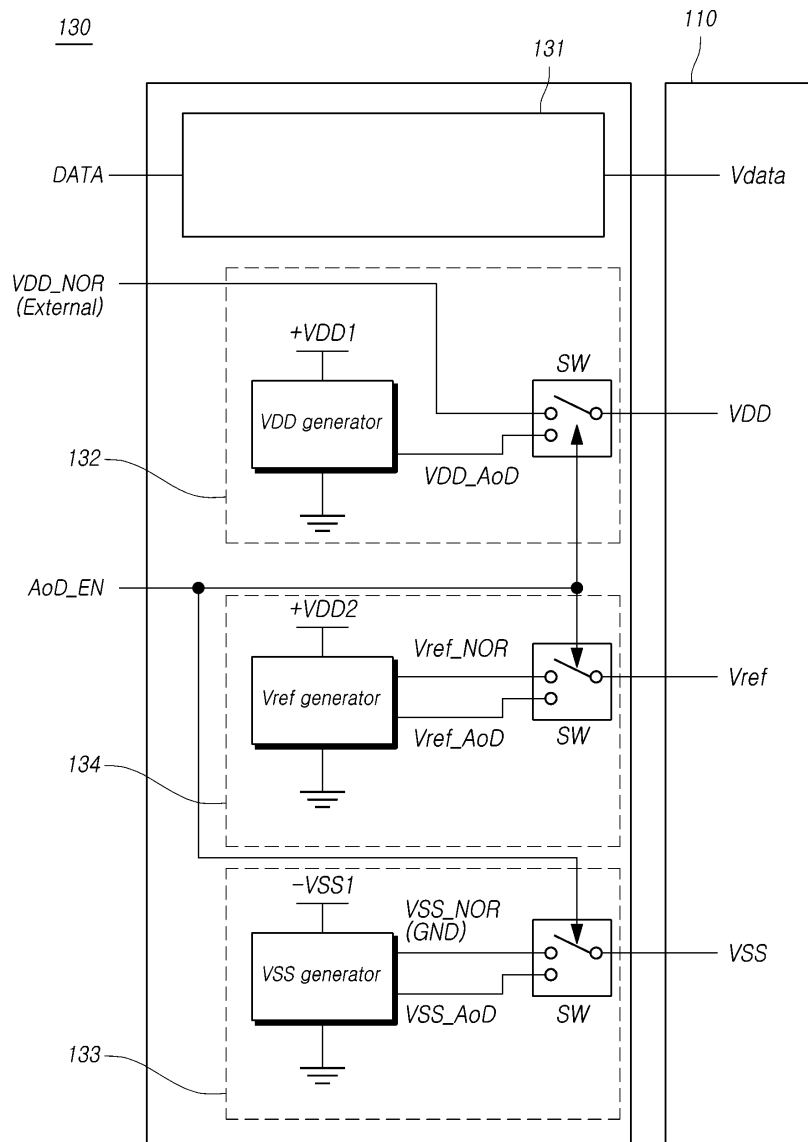 130
110
131
DATA
Vdata
VDD_NOR
(External)
+VDD1
SW
VDD generator
VDD
132
VDD_AoD
AoD_EN
+VDD2
Vref_NOR
Vref generator
Vref
Vref_AoD
SW
134
-VSS1
VSS_NOR
(GND)
VSS generator
VSS
VSS_AoD
SW
133